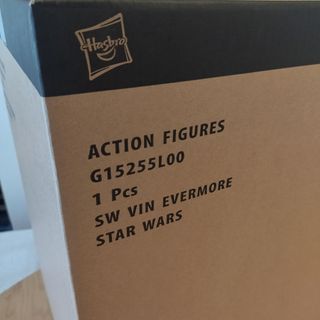 Hasbro
ACTION FIGURES
G15255L00
1 Pcs
SW VIN EVERMORE
STAR WARS